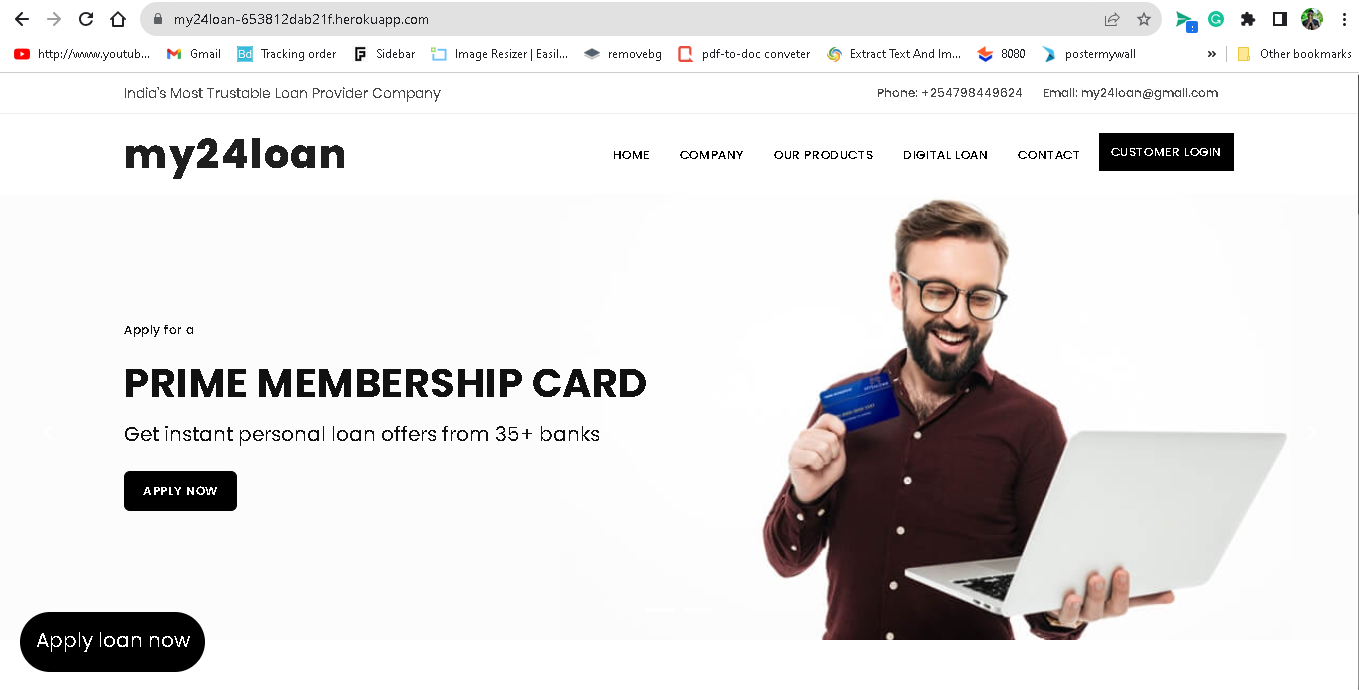 my24loan-653812dab21f.herokuapp.com
http://www.youtub... Gmail Tracking order Sidebar Image Resizer | Easil... removebg pdf-to-doc conveter Extract Text And Im... 8080 postermywall » Other bookmarks
India's Most Trustable Loan Provider Company Phone: +254798449624 Email: my24loan@gmail.com
my24loan HOME COMPANY OUR PRODUCTS DIGITAL LOAN CONTACT CUSTOMER LOGIN
Apply for a
PRIME MEMBERSHIP CARD
Get instant personal loan offers from 35+ banks
APPLY NOW
Apply loan now